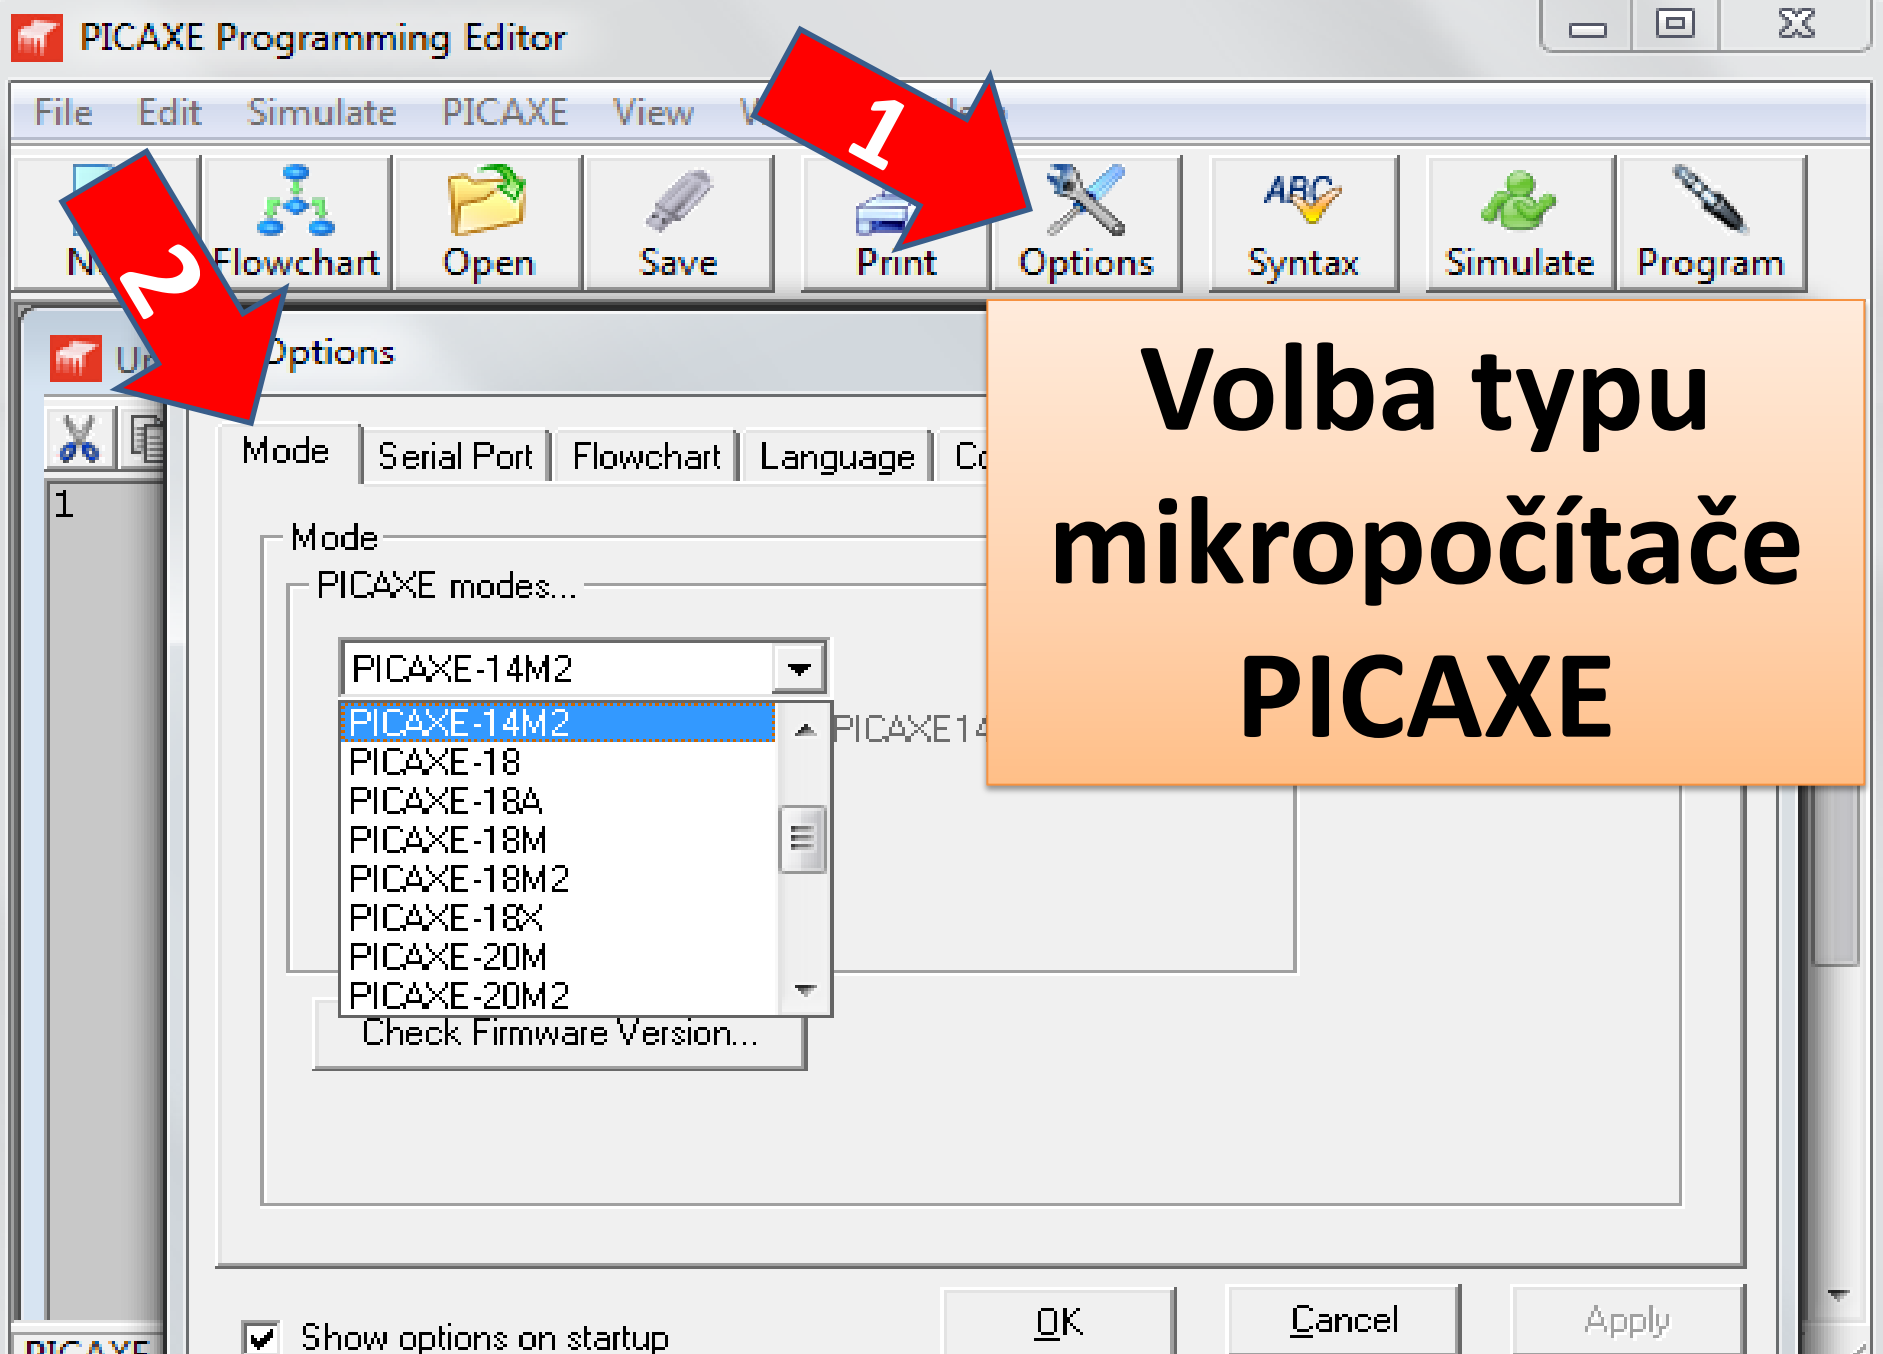 PICAXE Programming Editor
File Edit Simulate PICAXE View
1
2
Flowchart Open Save Print Options Syntax Simulate Program
Options
Mode Serial Port Flowchart Language
1
Mode
PICAXE modes...
PICAXE-14M2
PICAXE-14M2
PICAXE-18
PICAXE-18A
PICAXE-18M
PICAXE-18M2
PICAXE-18X
PICAXE-20M
PICAXE-20M2
PICAXE14
Check Firmware Version...
Volba typu
mikropočítače
PICAXE
Show options on startup
OK Cancel Apply
PICAXE